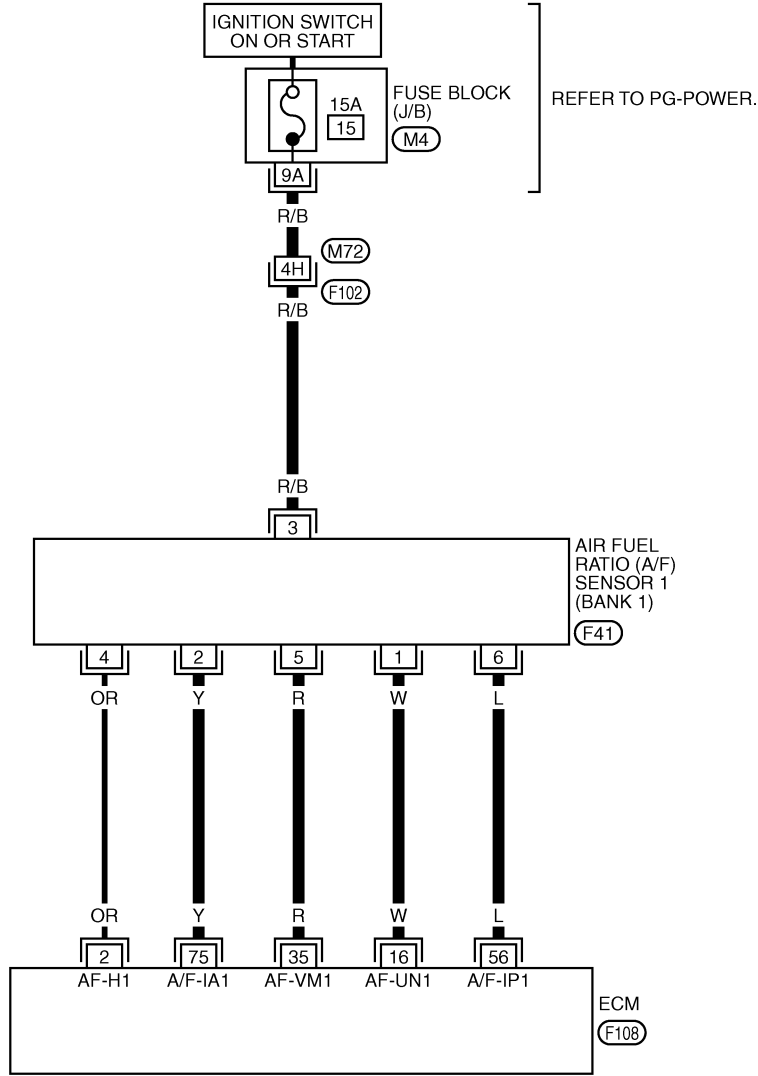 IGNITION SWITCH
ON OR START
FUSE BLOCK
(J/B)
15A
15
M4
REFER TO PG-POWER.
9A
R/B
M72
4H
F102
R/B
R/B
3
AIR FUEL
RATIO (A/F)
SENSOR 1
(BANK 1)
F41
4 2 5 1 6
OR Y R W L
OR Y R W L
2 75 35 16 56
AF-H1 A/F-IA1 AF-VM1 AF-UN1 A/F-IP1
ECM
F108